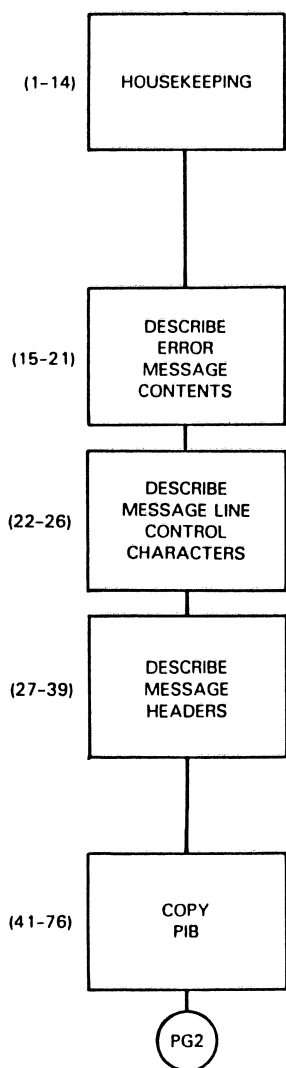 (1-14) HOUSEKEEPING
DESCRIBE
ERROR
(15-21) MESSAGE
CONTENTS
DESCRIBE
(22-26) MESSAGE LINE
CONTROL
CHARACTERS
DESCRIBE
(27-39) MESSAGE
HEADERS
(41-76) COPY
PIB
PG2